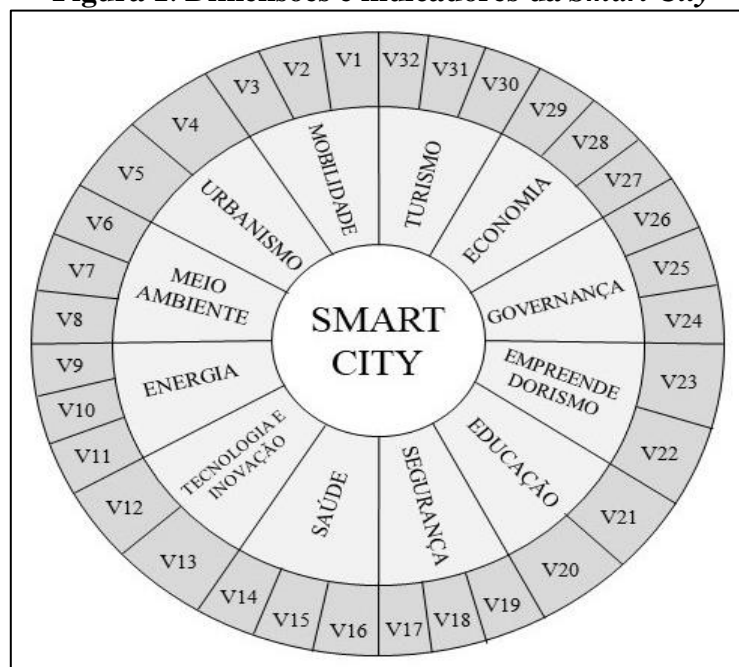 Figura 1: Dimensões e indicadores da Smart City
V1
V2
V3
V4
V5
V6
V7
V8
V9
V10
V11
V12
V13
V14
V15
V16
V17
V18
V19
V20
V21
V22
V23
V24
V25
V26
V27
V28
V29
V30
V31
V32
MOBILIDADE
URBANISMO
MEIO
AMBIENTE
ENERGIA
TECNOLOGIA E
INOVAÇÃO
SAÚDE
SEGURANÇA
EDUCAÇÃO
EMPREENDE
DORISMO
GOVERNANÇA
ECONOMIA
TURISMO
SMART
CITY